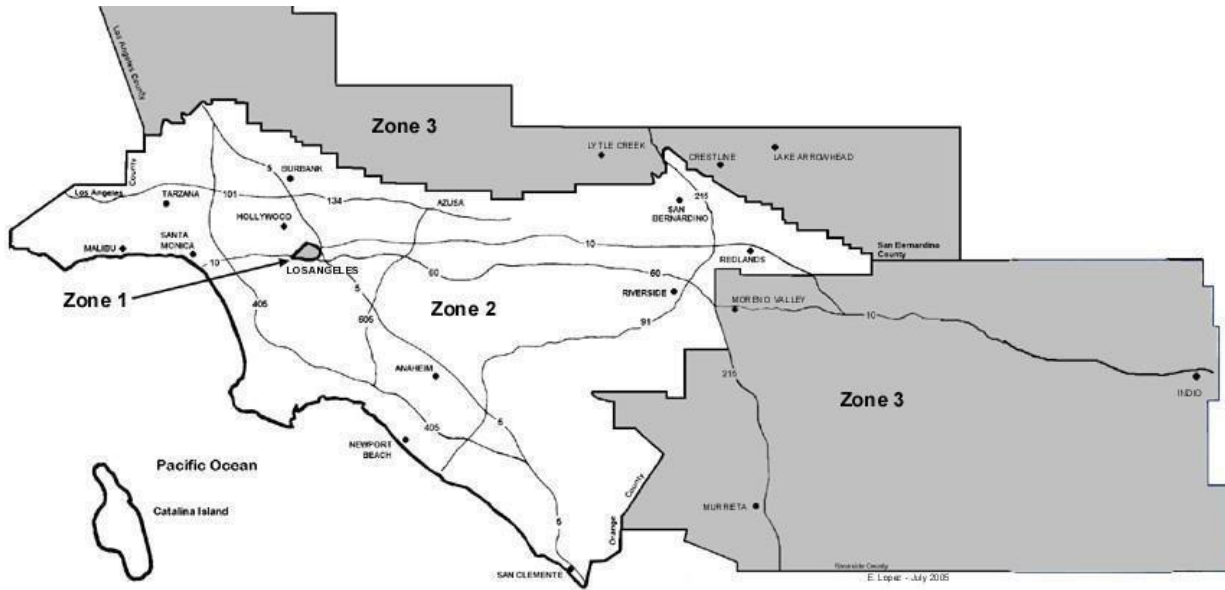 Los Angeles County
Zone 3
LYTLE CREEK
CRESTLINE
LAKE ARROWHEAD
5
BURBANK
County
Los Angeles
TARZANA
101
134
AZUSA
215
SAN
BERNARDINO
HOLLYWOOD
SANTA
MONICA
MALIBU
10
10
LOS ANGELES
60
60
REDLANDS
San Bernardino
County
Zone 1
405
5
Zone 2
RIVERSIDE
MORENO VALLEY
605
91
10
ANAHEIM
215
Zone 3
INDIO
405
5
NEWPORT
BEACH
Pacific Ocean
Catalina Island
County
Orange
MURRIETA
5
SAN CLEMENTE
Riverside County
E. Lopez - July 2005